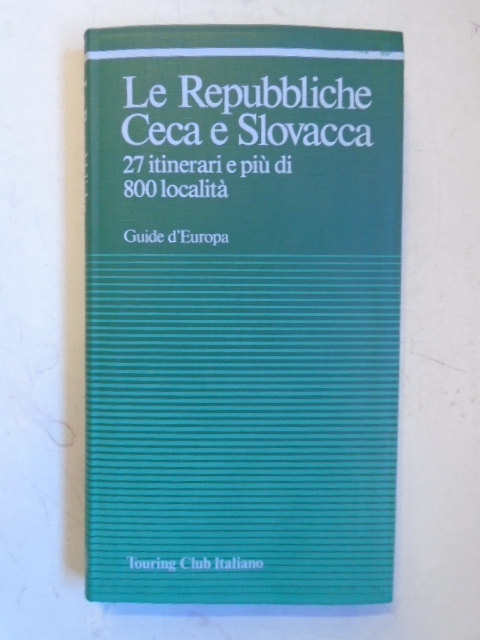 Le Repubbliche
Ceca e Slovacca
27 itinerari e più di
800 località
Guide d'Europa
Touring Club Italiano